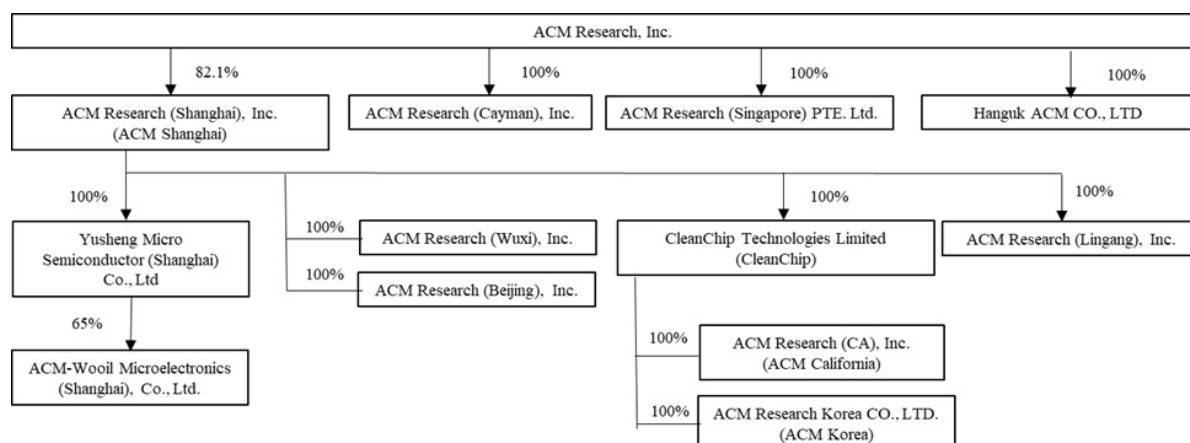 ACM Research, Inc.
82.1%
100%
100%
100%
ACM Research (Shanghai), Inc.
(ACM Shanghai)
ACM Research (Cayman), Inc.
ACM Research (Singapore) PTE. Ltd.
Hanguk ACM CO., LTD
100%
100%
100%
Yusheng Micro
Semiconductor (Shanghai)
Co., Ltd
100%
ACM Research (Wuxi), Inc.
100%
ACM Research (Beijing), Inc.
CleanChip Technologies Limited
(CleanChip)
ACM Research (Lingang), Inc.
65%
ACM-Wooil Microelectronics
(Shanghai), Co., Ltd.
100%
ACM Research (CA), Inc.
(ACM California)
100%
ACM Research Korea CO., LTD.
(ACM Korea)